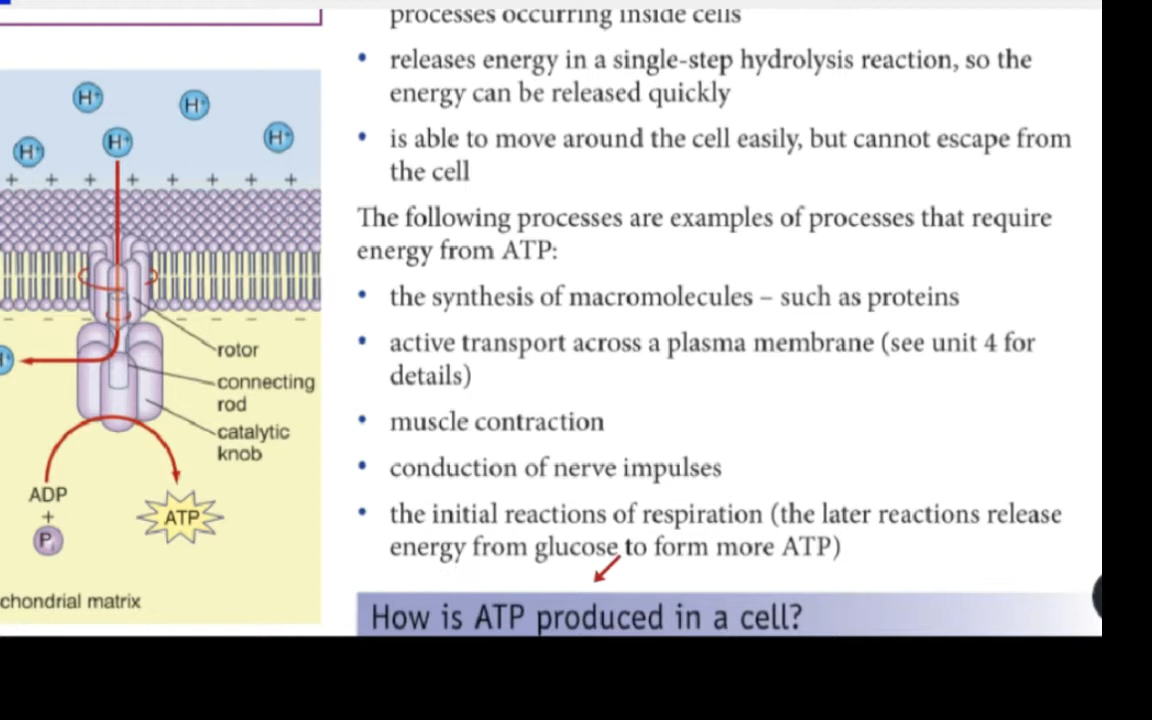 processes occurring inside cells
• releases energy in a single-step hydrolysis reaction, so the
energy can be released quickly
• is able to move around the cell easily, but cannot escape from
the cell
The following processes are examples of processes that require
energy from ATP:
• the synthesis of macromolecules – such as proteins
• active transport across a plasma membrane (see unit 4 for
details)
• muscle contraction
• conduction of nerve impulses
• the initial reactions of respiration (the later reactions release
energy from glucose to form more ATP)
How is ATP produced in a cell?
H⁺
H⁺
H⁺
H⁺
H⁺
+ + + + + + + +
rotor
connecting
rod
catalytic
knob
ADP
+
Pᵢ
ATP
chondrial matrix